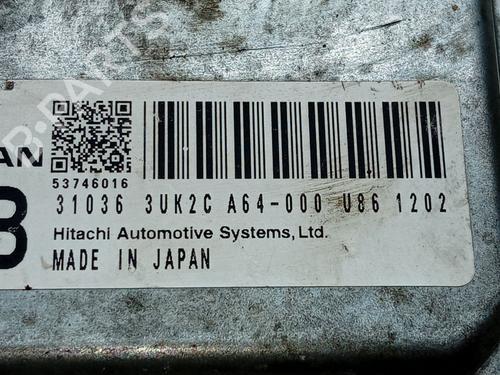 AN
53746016
B
31036 3UK2C A64-000 U86 1202
Hitachi Automotive Systems, Ltd.
MADE IN JAPAN